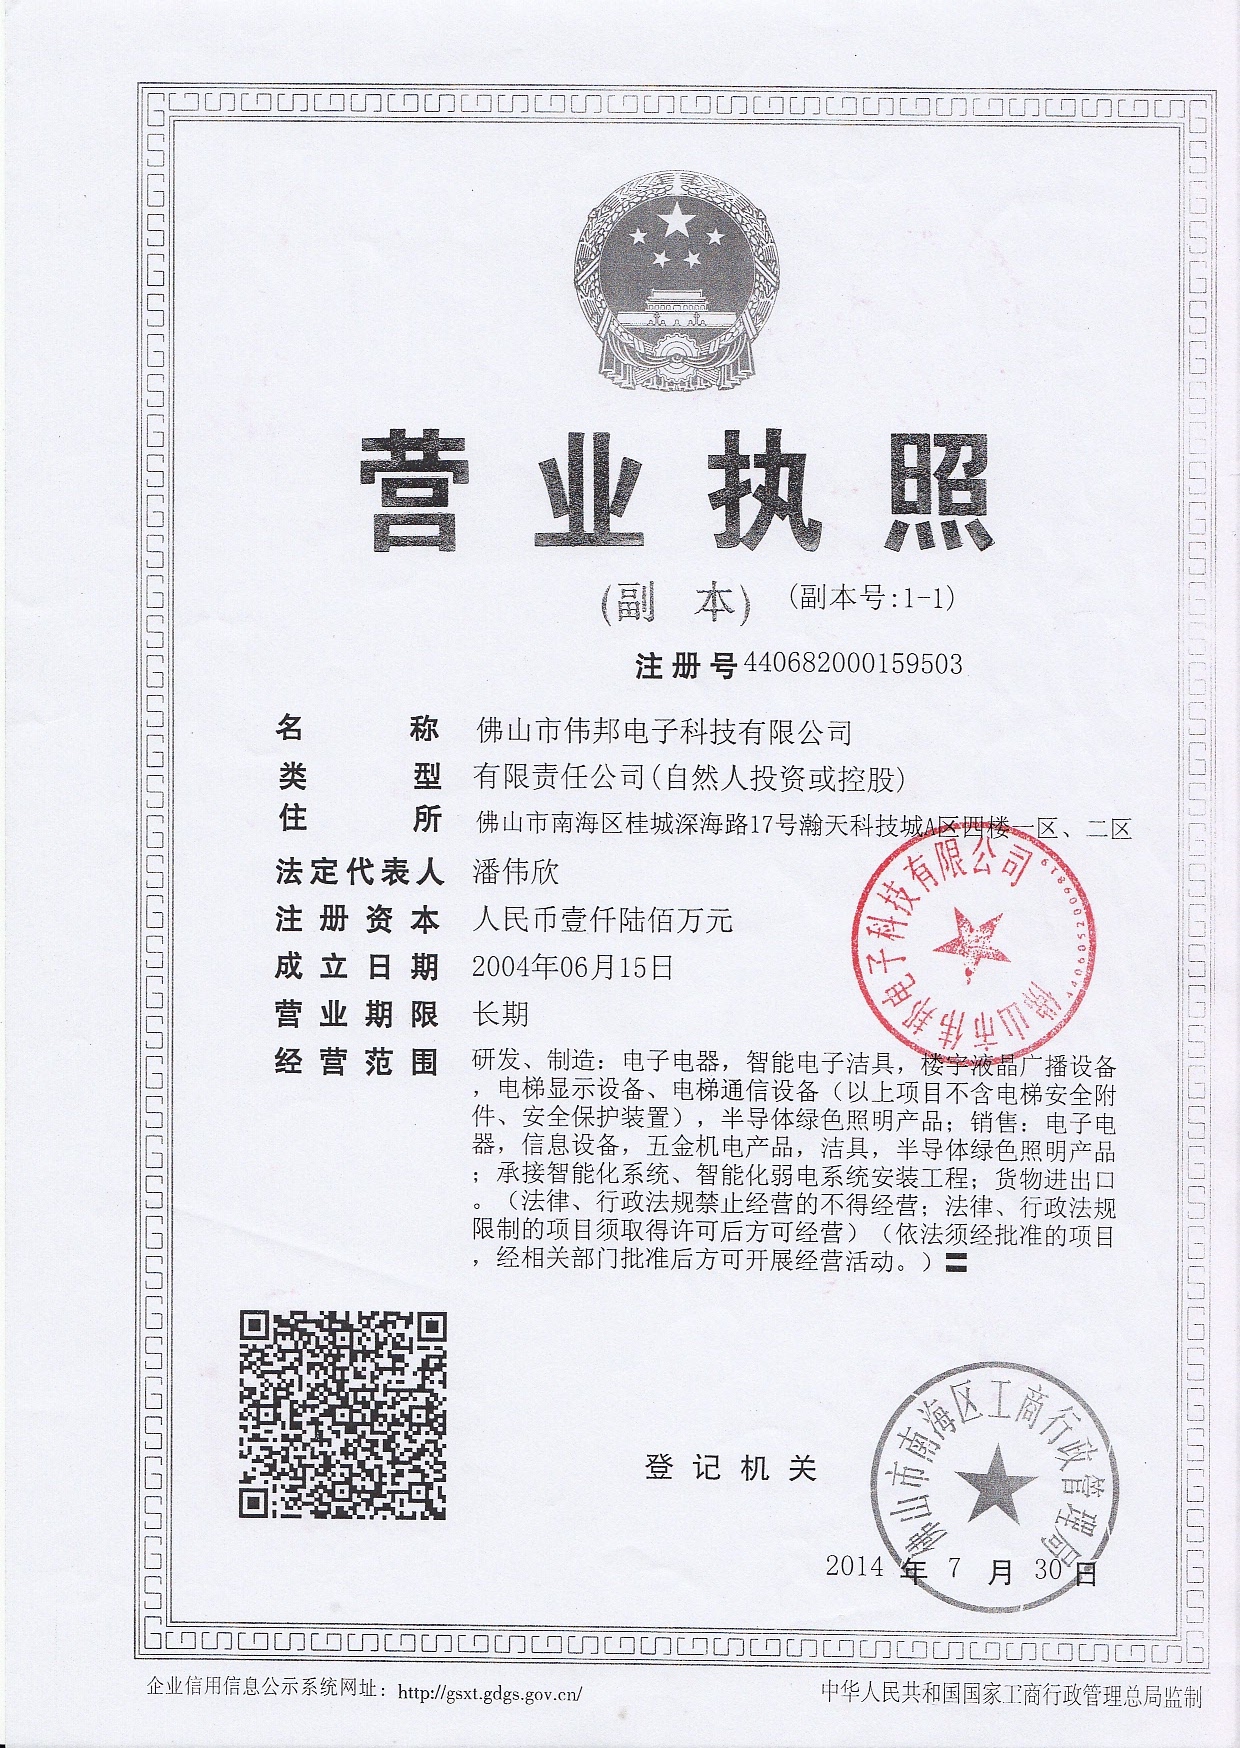 营业执照
(副 本) (副本号:1-1)
注册号440682000159503
名称 佛山市伟邦电子科技有限公司
类型 有限责任公司(自然人投资或控股)
住所 佛山市南海区桂城深海路17号瀚天科技城A区四楼一区、二区
法定代表人 潘伟欣
注册资本 人民币壹仟陆佰万元
成立日期 2004年06月15日
营业期限 长期
经营范围 研发、制造：电子电器，智能电子洁具，楼宇液晶广播设备
，电梯显示设备、电梯通信设备（以上项目不含电梯安全附
件、安全保护装置），半导体绿色照明产品；销售：电子电
器，信息设备，五金机电产品，洁具，半导体绿色照明产品
；承接智能化系统、智能化弱电系统安装工程；货物进出口
。（法律、行政法规禁止经营的不得经营；法律、行政法规
限制的项目须取得许可后方可经营）（依法须经批准的项目
，经相关部门批准后方可开展经营活动。）
佛山市伟邦电子科技有限公司
4406052009819
登记机关
佛山市南海区工商行政管理局
2014 年 7 月 30 日
企业信用信息公示系统网址：http://gsxt.gdgs.gov.cn/
中华人民共和国国家工商行政管理总局监制